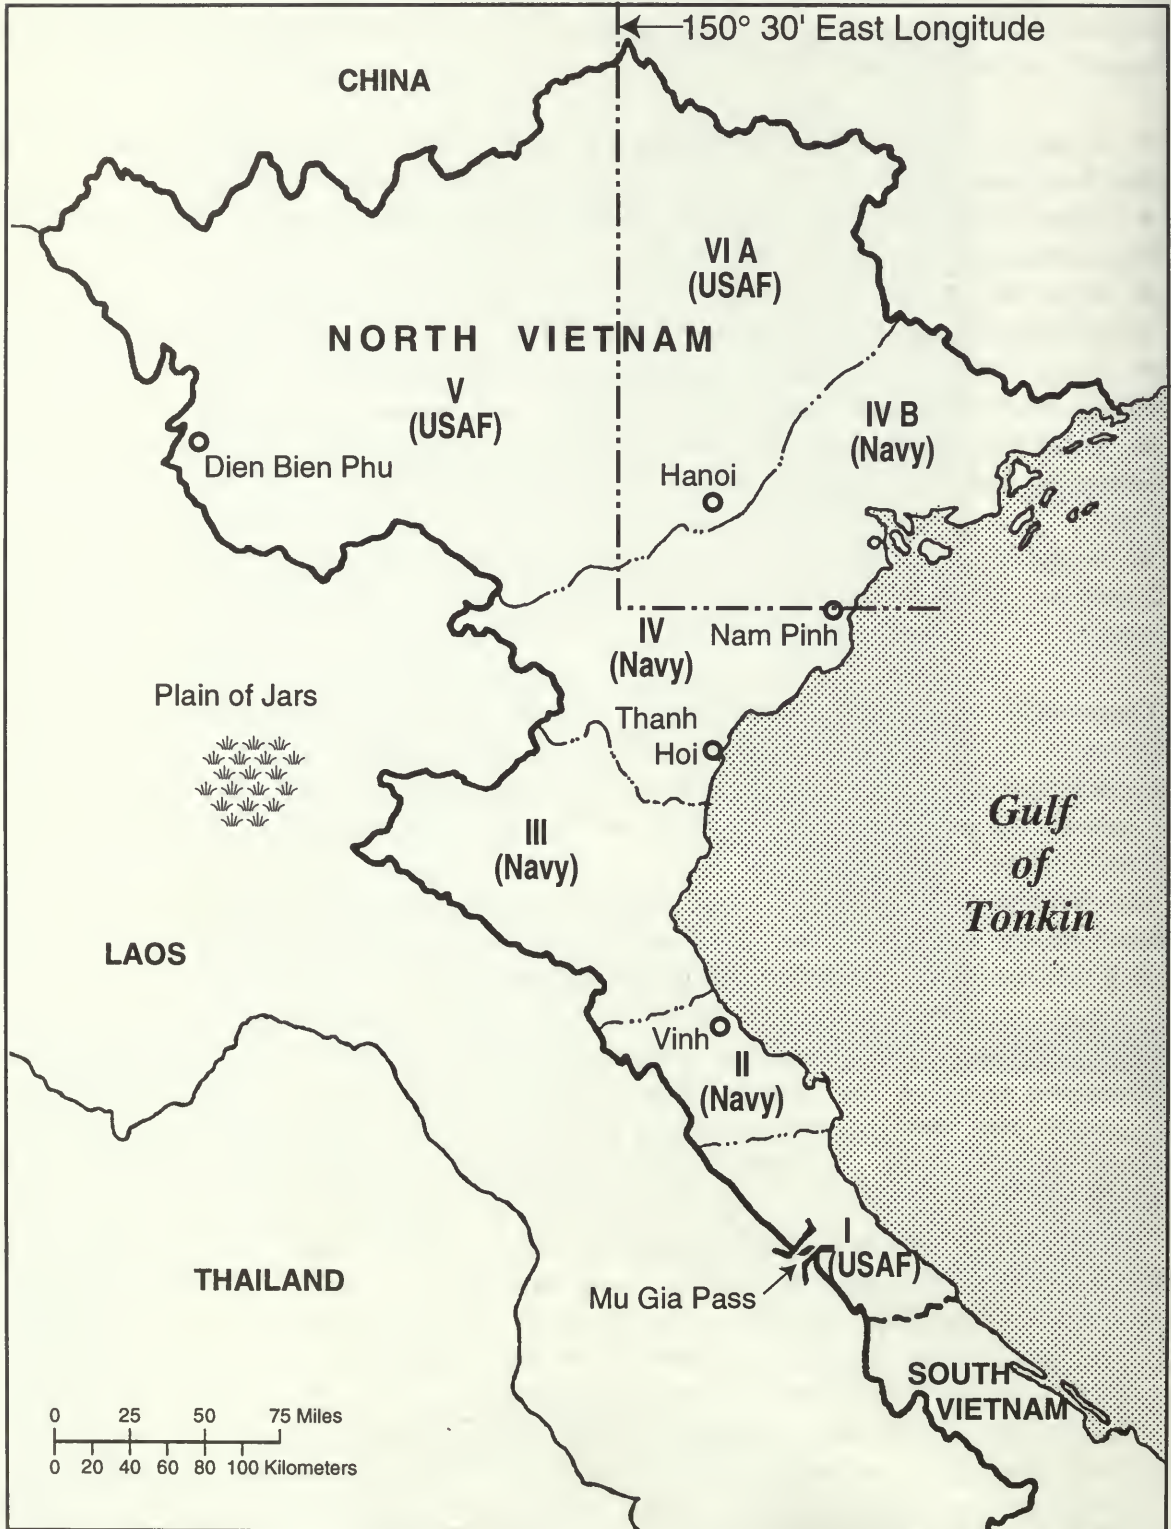 150° 30' East Longitude
CHINA
VI A
(USAF)
NORTH VIETNAM
V
(USAF)
IV B
(Navy)
Dien Bien Phu
Hanoi
IV
(Navy)
Nam Pinh
Plain of Jars
Thanh
Hoi
Gulf
of
Tonkin
III
(Navy)
LAOS
Vinh
II
(Navy)
I
(USAF)
THAILAND
Mu Gia Pass
SOUTH
VIETNAM
0 25 50 75 Miles
0 20 40 60 80 100 Kilometers